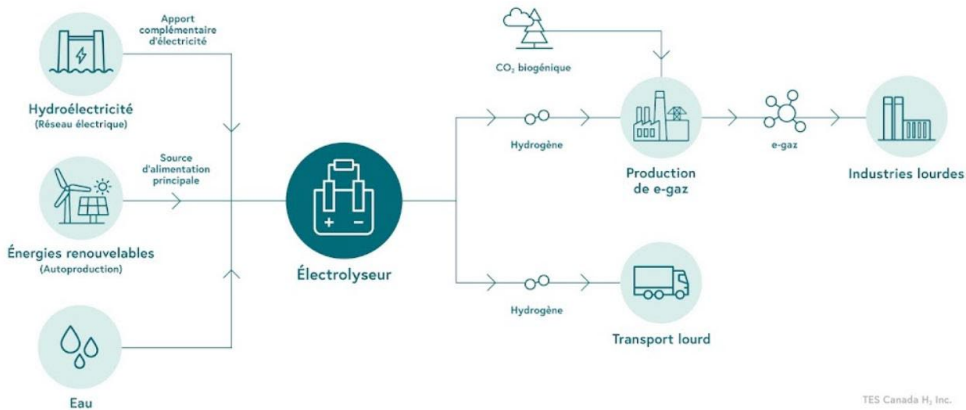 Apport
complémentaire
d'électricité
Hydroélectricité
(Réseau électrique)
Source
d'alimentation
principale
Énergies renouvelables
(Autoproduction)
Eau
+ −
Électrolyseur
CO₂ biogénique
Hydrogène
Production
de e-gaz
e-gaz
Industries lourdes
Hydrogène
Transport lourd
TES Canada H₂ Inc.